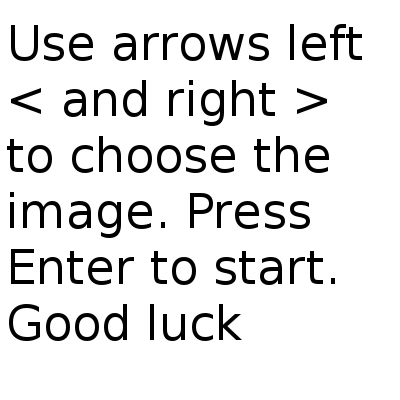 Use arrows left
< and right >
to choose the
image. Press
Enter to start.
Good luck